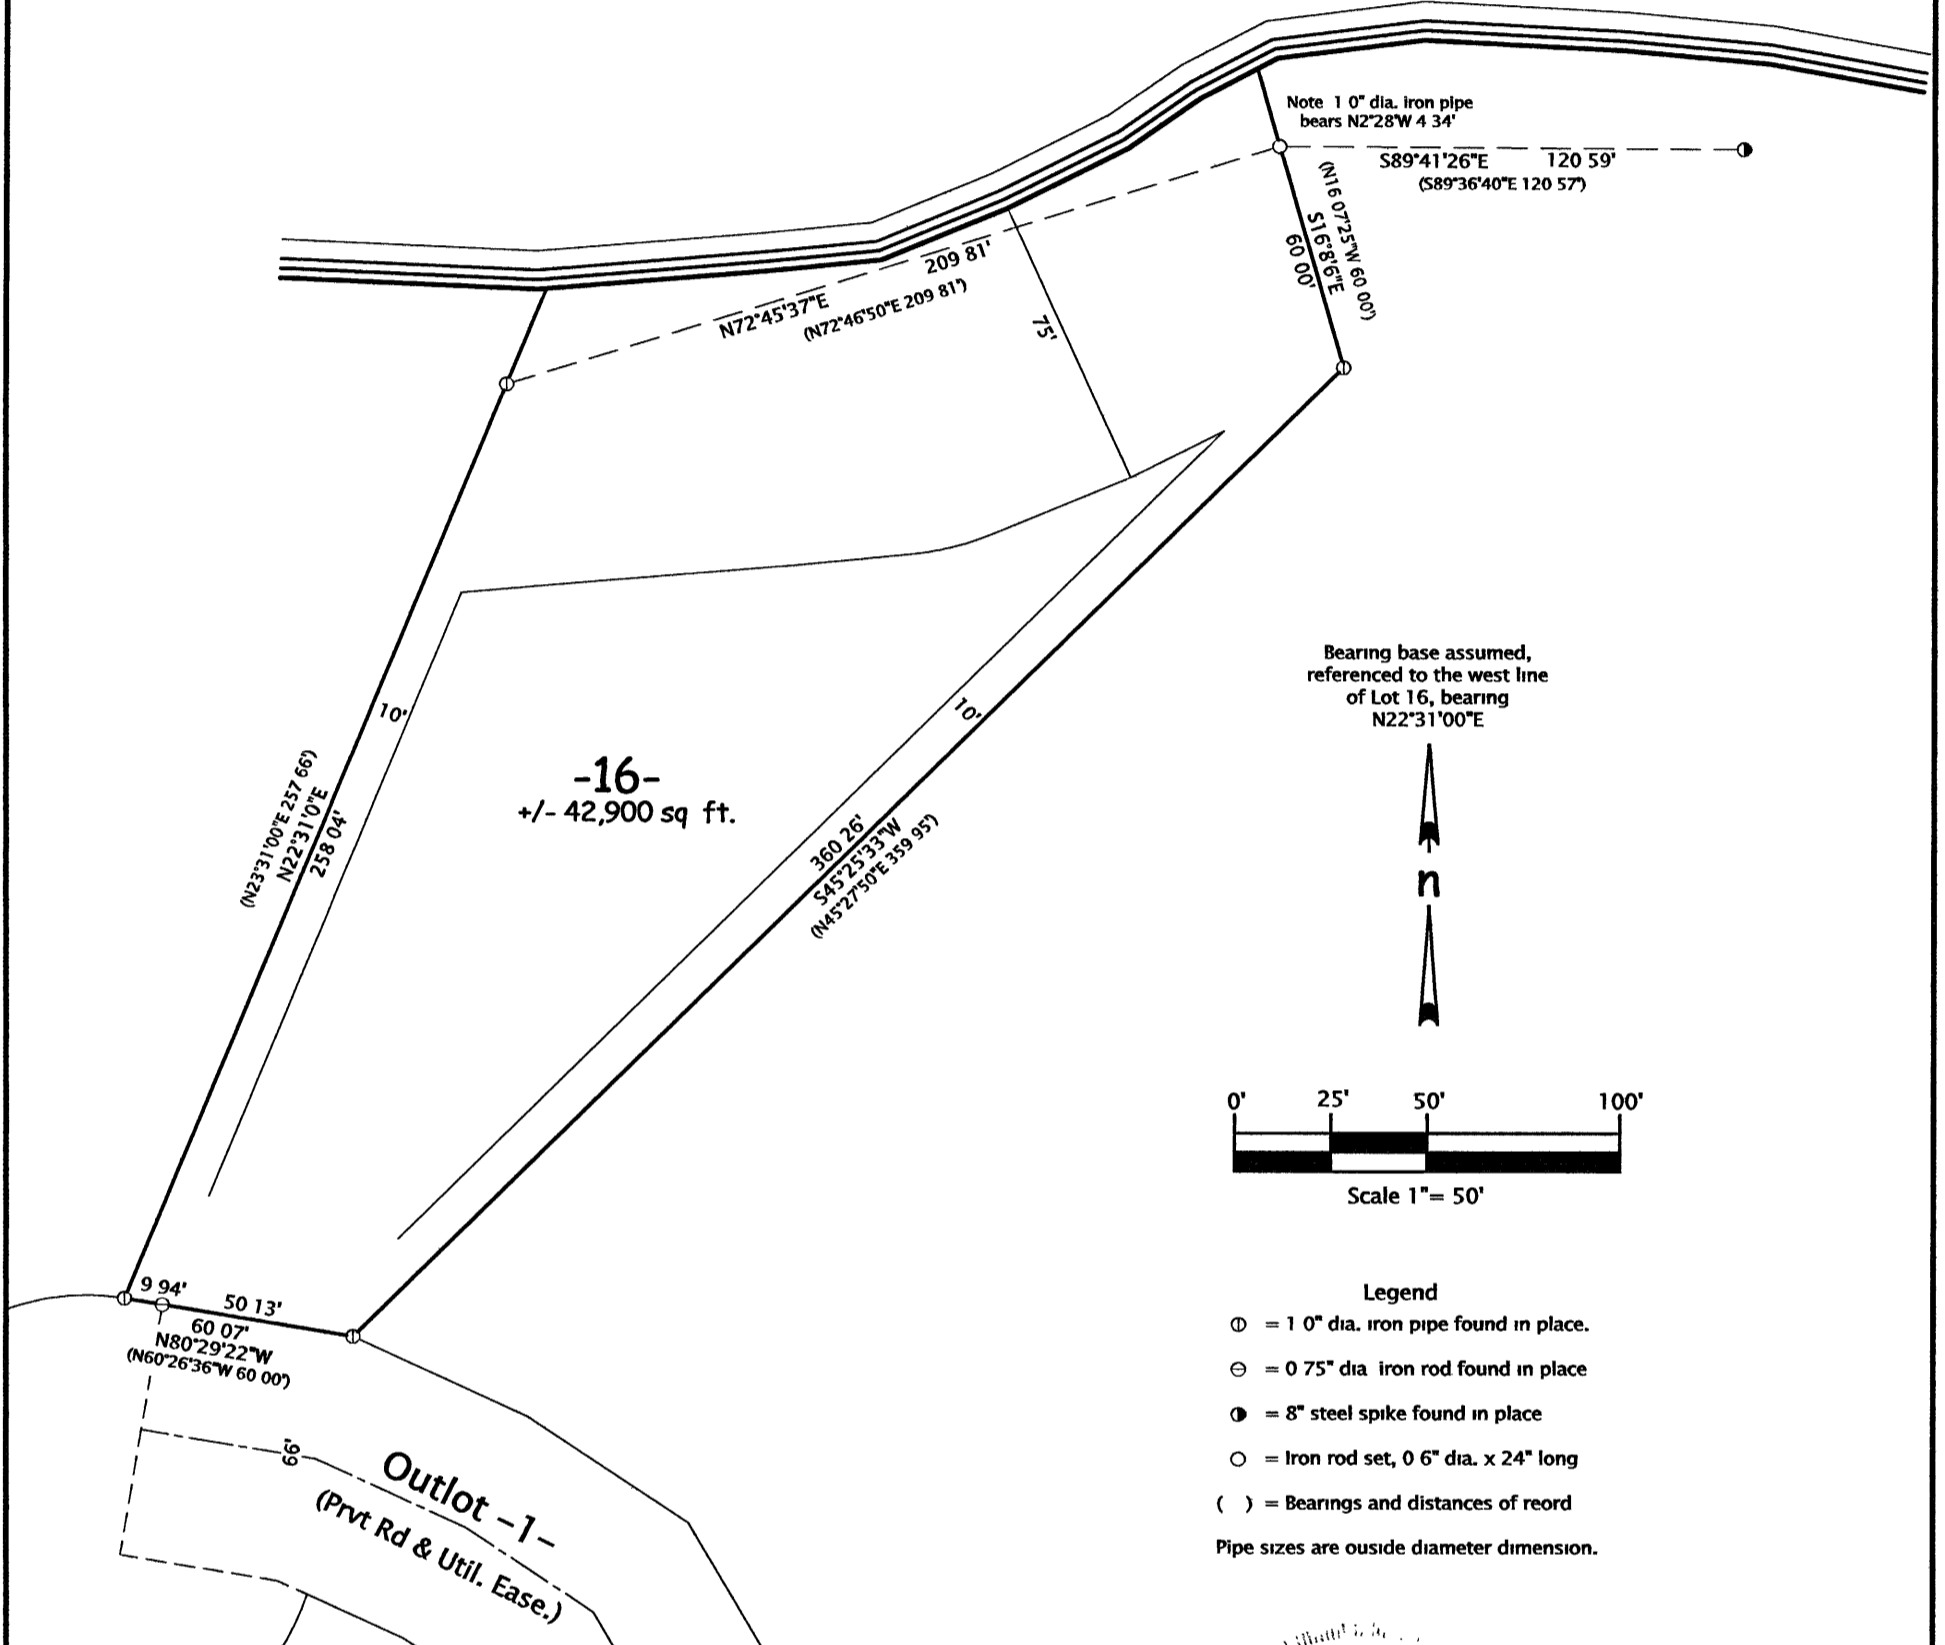 Note 1 0" dia. iron pipe
bears N2°28'W 4 34'
S89°41'26"E 120 59'
(S89°36'40"E 120 57')
(N16 07'25"W 60 00')
S16°8'6"E
60 00'
209 81'
N72°45'37"E
(N72°46'50"E 209 81')
75'
Bearing base assumed,
referenced to the west line
of Lot 16, bearing
N22°31'00"E
10'
10'
-16-
+/- 42,900 sq ft.
(N23°31'00"E 257 66')
N22°31'0"E
258 04'
360 26'
S45°25'33"W
(N45°27'50"E 359 95')
n
0' 25' 50' 100'
Scale 1"= 50'
9 94'
50 13'
60 07'
N80°29'22"W
(N60°26'36"W 60 00')
Legend
= 1 0" dia. iron pipe found in place.
= 0 75" dia iron rod found in place
= 8" steel spike found in place
= Iron rod set, 0 6" dia. x 24" long
( ) = Bearings and distances of reord
Pipe sizes are ouside diameter dimension.
66'
Outlot -1-
(Prvt Rd & Util. Ease.)